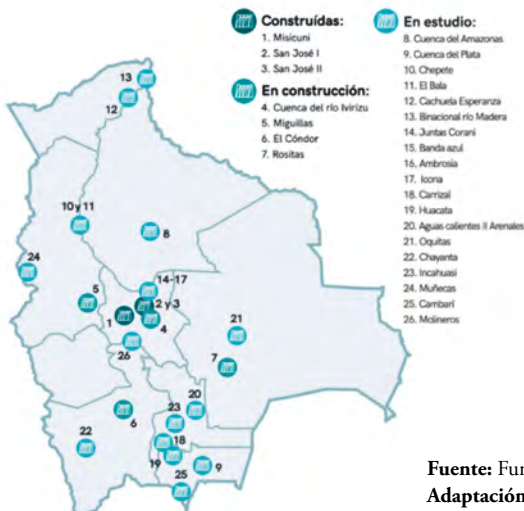 Construídas:
1. Misicuni
2. San José I
3. San José II
En construcción:
4. Cuenca del río Ivirizu
5. Miguillas
6. El Cóndor
7. Rositas
En estudio:
8. Cuenca del Amazonas
9. Cuenca del Plata
10. Chepete
11. El Bala
12. Cachuela Esperanza
13. Binacional río Madera
14. Juntas Corani
15. Banda azul
16. Ambrosia
17. Icona
18. Carrizal
19. Huacata
20. Aguas calientes II Arenales
21. Oquitas
22. Chayanta
23. Incahuasi
24. Muñecas
25. Cambarí
26. Molineros
13
12
10 y 11
8
24
14-17
5
2 y 3
1
4
21
26
7
20
23
6
22
18
19
9
25
Fuente: Fun
Adaptación